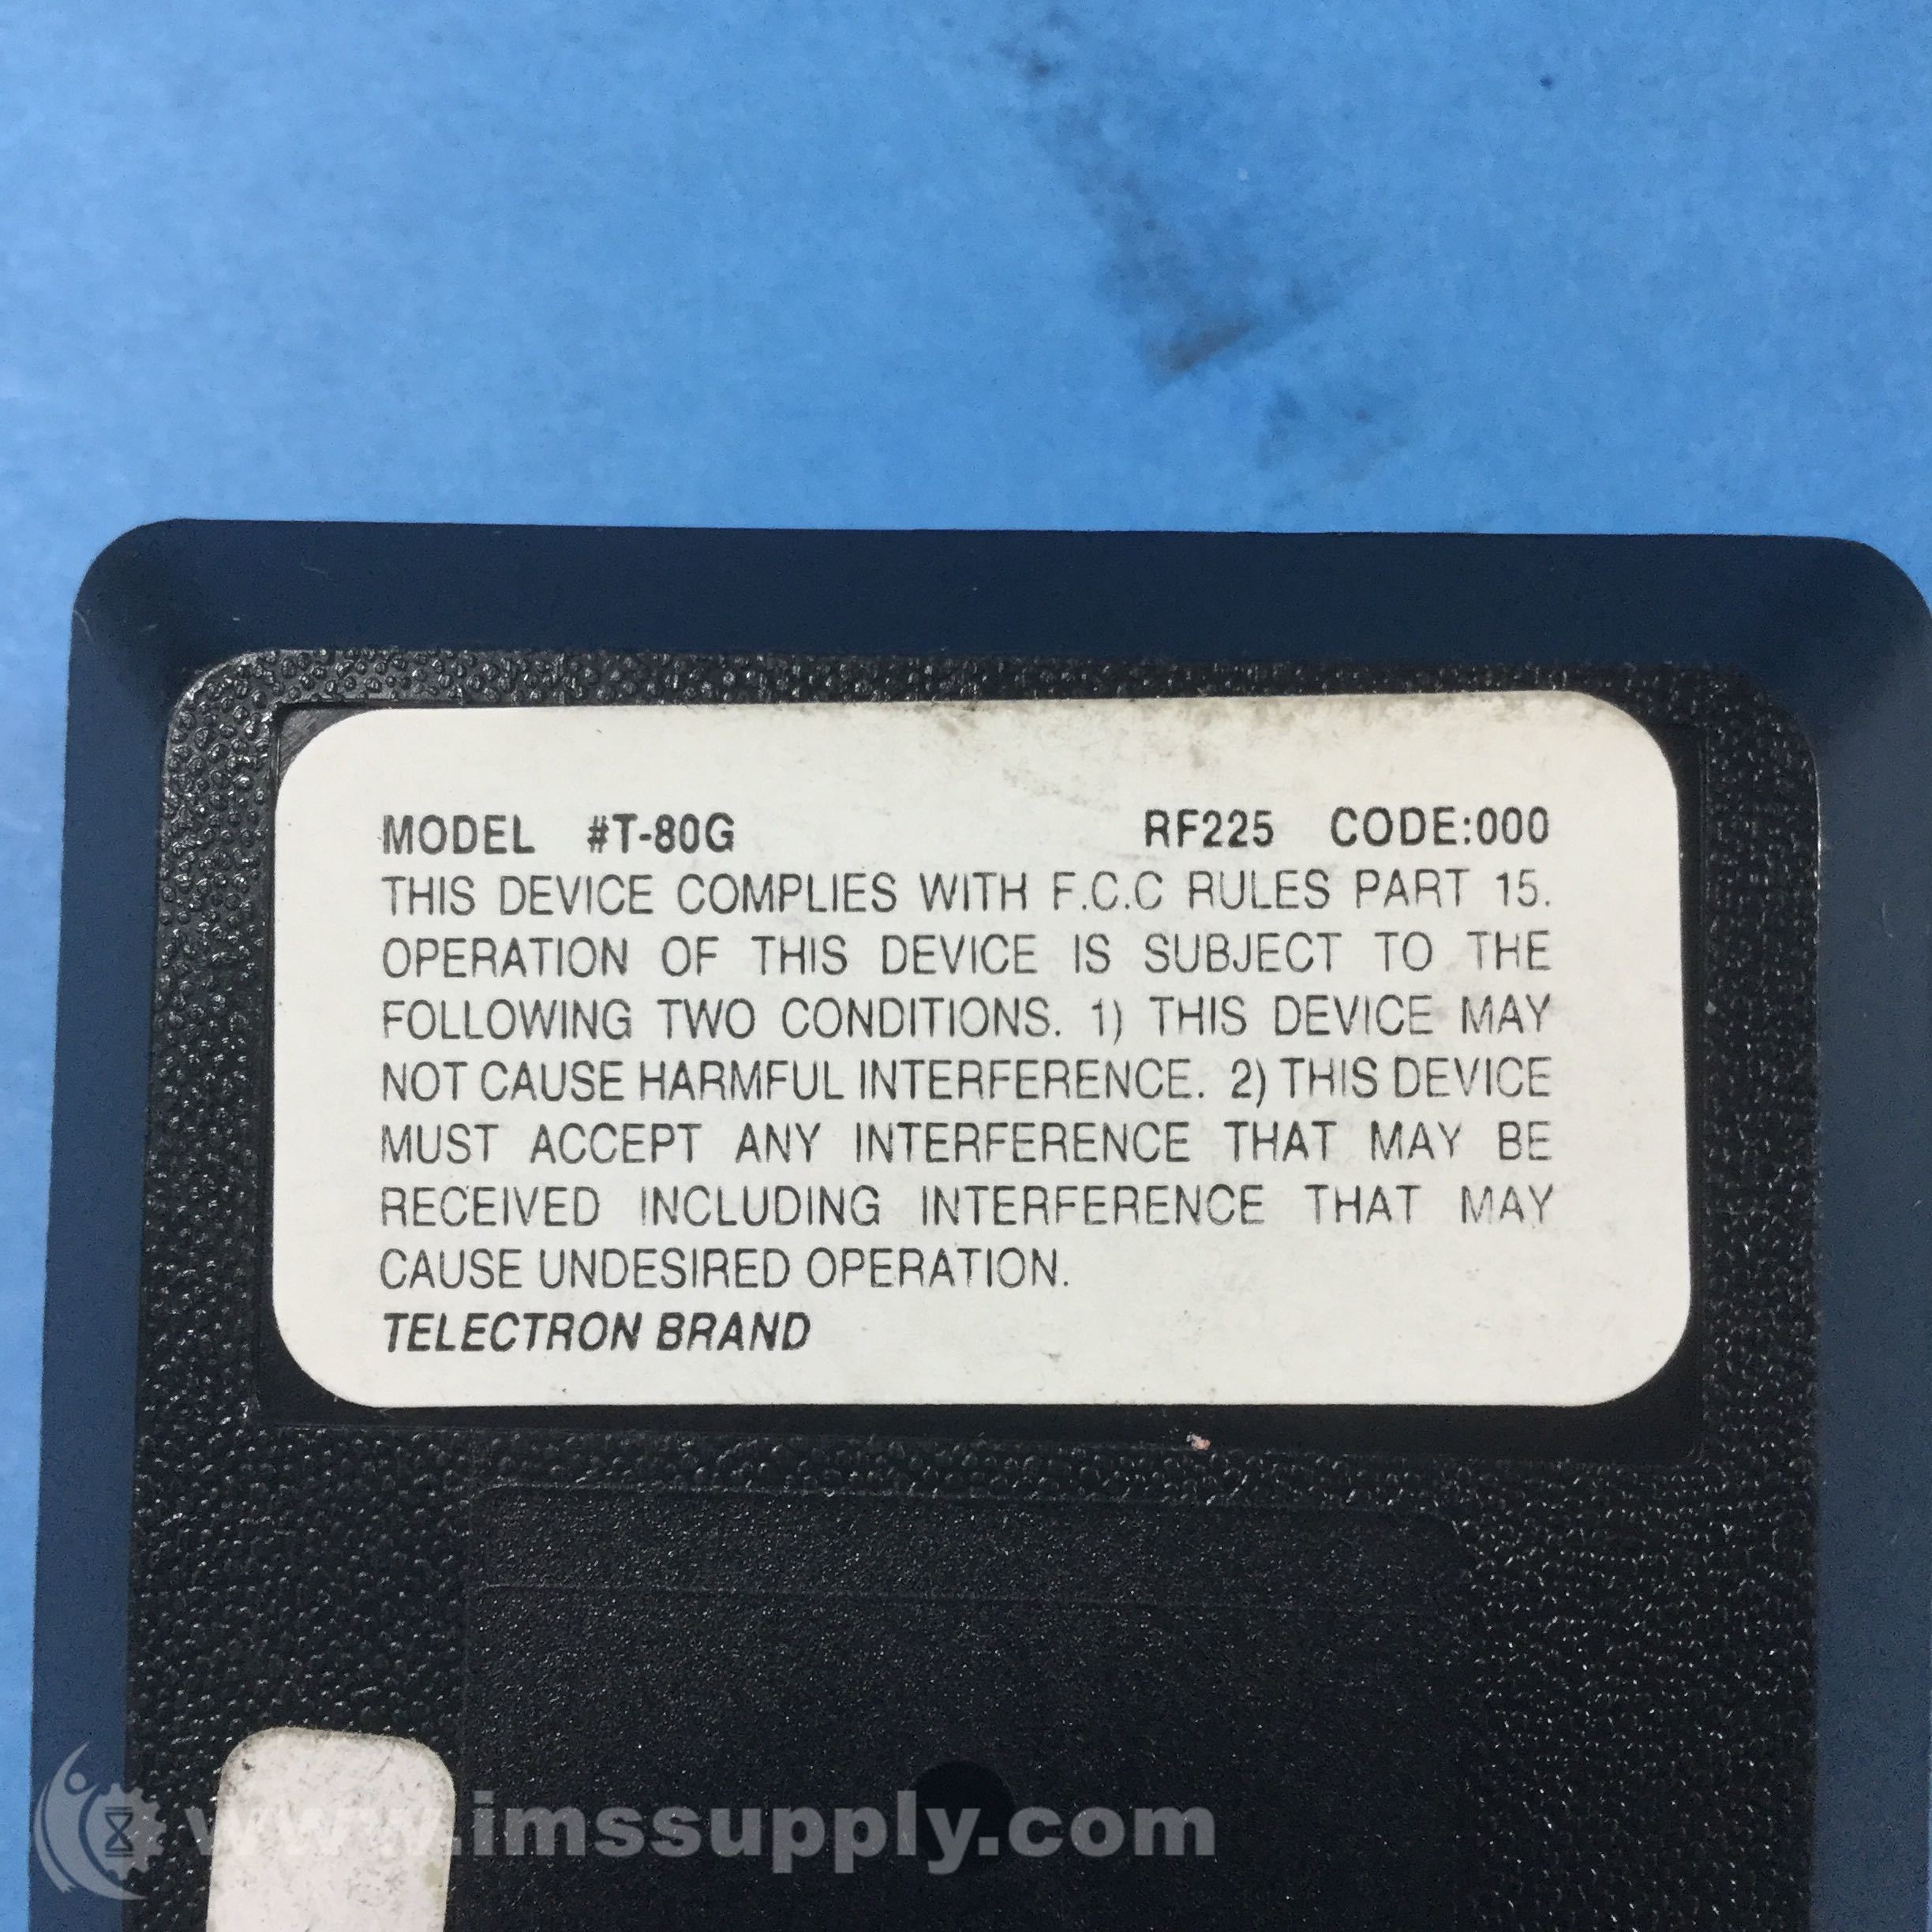 MODEL #T-80G RF225 CODE:000
THIS DEVICE COMPLIES WITH F.C.C RULES PART 15.
OPERATION OF THIS DEVICE IS SUBJECT TO THE
FOLLOWING TWO CONDITIONS. 1) THIS DEVICE MAY
NOT CAUSE HARMFUL INTERFERENCE. 2) THIS DEVICE
MUST ACCEPT ANY INTERFERENCE THAT MAY BE
RECEIVED INCLUDING INTERFERENCE THAT MAY
CAUSE UNDESIRED OPERATION.
TELECTRON BRAND
www.imssupply.com